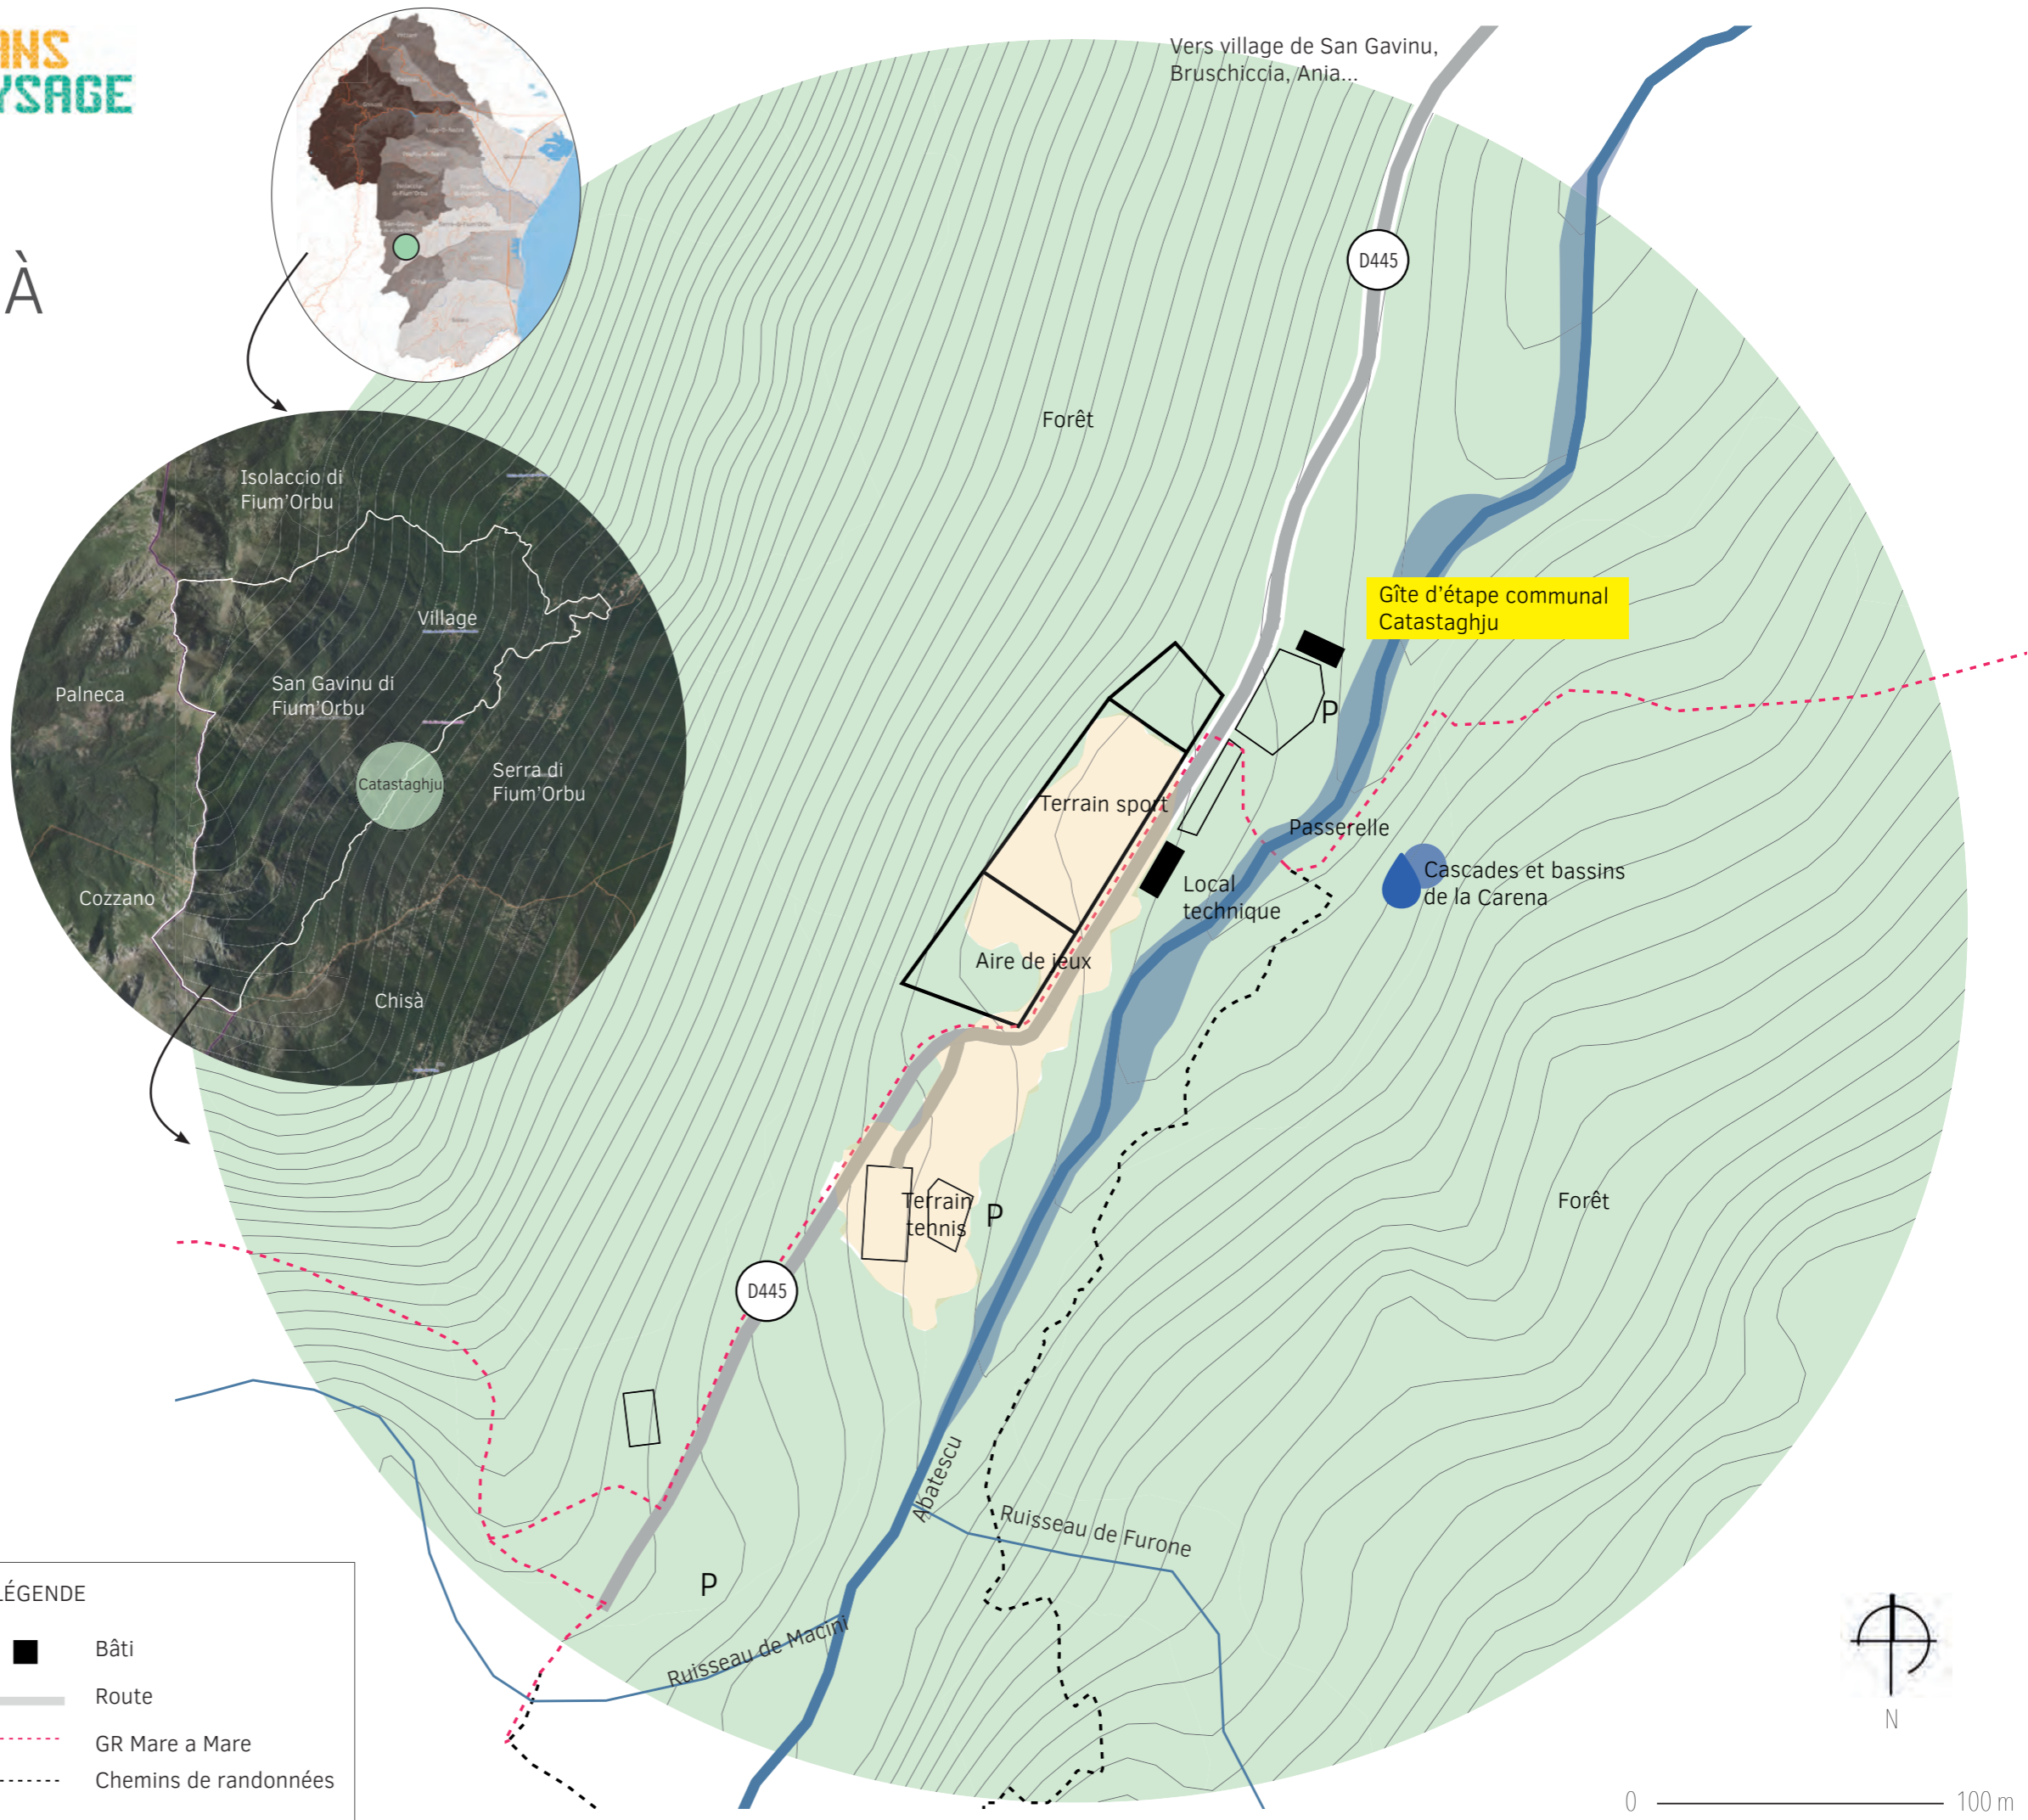 ANS
YSAGE
À
Vers village de San Gavinu,
Bruschiccia, Ania...
D445
Forêt
Isolaccio di
Fium'Orbu
Village
Palneca
San Gavinu di
Fium'Orbu
Catastaghju
Serra di
Fium'Orbu
Cozzano
Chisà
Gîte d'étape communal
Catastaghju
P
Terrain sport
Passerelle
Local
technique
Cascades et bassins
de la Carena
Aire de jeux
Terrain
tennis
P
Forêt
D445
Abatescu
Ruisseau de Furone
P
Ruisseau de Macini
LÉGENDE
Bâti
Route
GR Mare a Mare
Chemins de randonnées
N
0 100 m